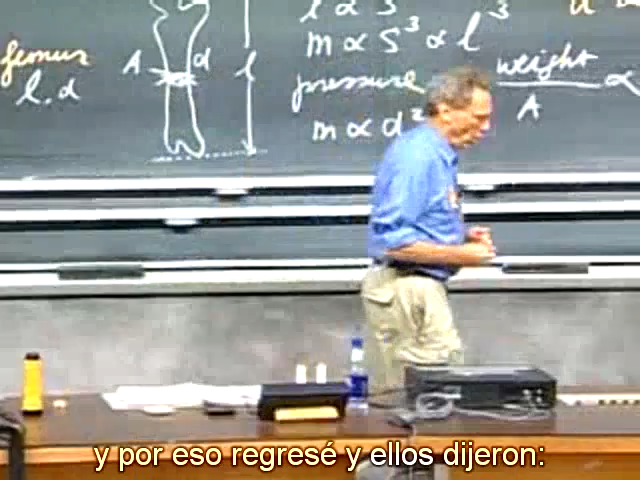 l ∝ S
m ∝ S³ ∝ l³
femur
l, d
A
d
l
pressure
weight
A
∝
m ∝ d²
y por eso regresé y ellos dijeron: